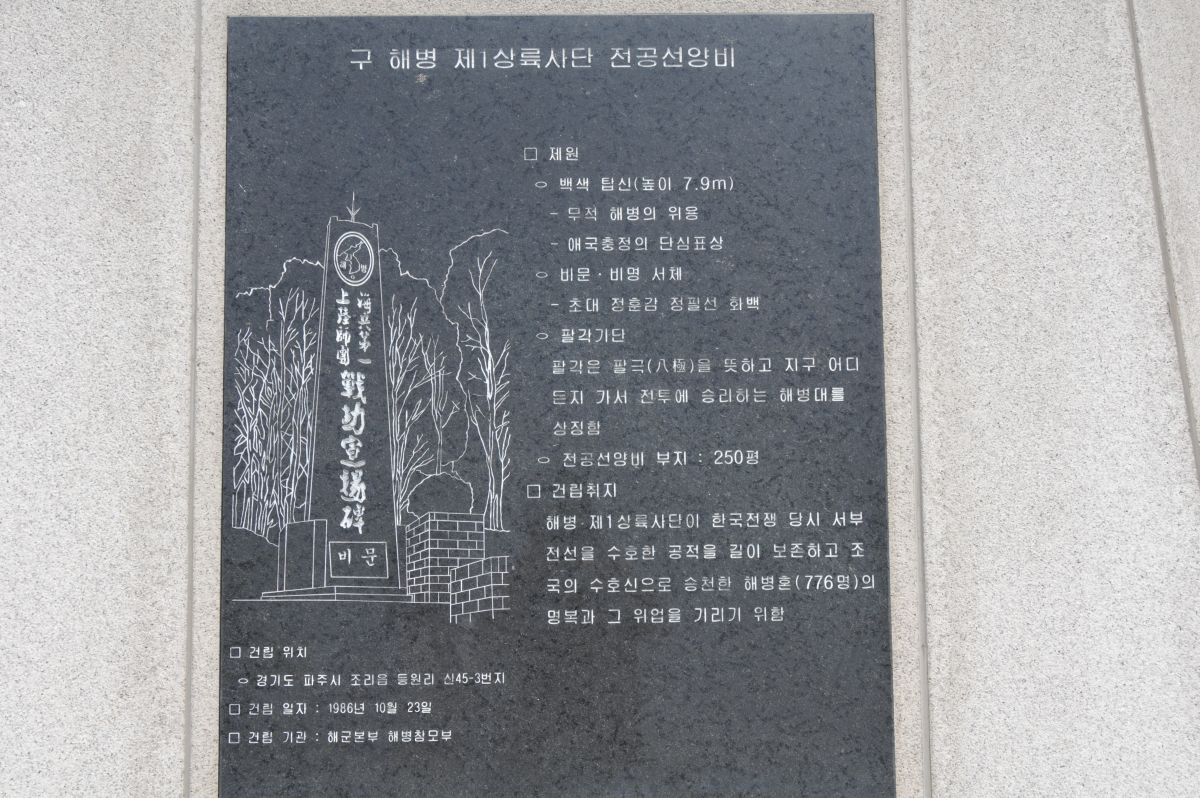 구 해병 제1상륙사단 전공선양비
□ 제원
○ 백색 탑신(높이 7.9m)
- 무적 해병의 위용
- 애국충정의 단심표상
○ 비문·비명 서체
- 초대 정훈감 정필선 화백
○ 팔각기단
팔각은 팔극(八極)을 뜻하고 지구 어디
든지 가서 전투에 승리하는 해병대를
상징함
○ 전공선양비 부지 : 250평
□ 건립취지
해병 제1상륙사단이 한국전쟁 당시 서부
전선을 수호한 공적을 길이 보존하고 조
국의 수호신으로 승천한 해병혼(776명)의
명복과 그 위업을 기리기 위함
해병
海兵第一
上陸師團
戰功宣揚碑
비문
□ 건립 위치
○ 경기도 파주시 조리읍 등원리 산45-3번지
□ 건립 일자 : 1986년 10월 23일
□ 건립 기관 : 해군본부 해병참모부